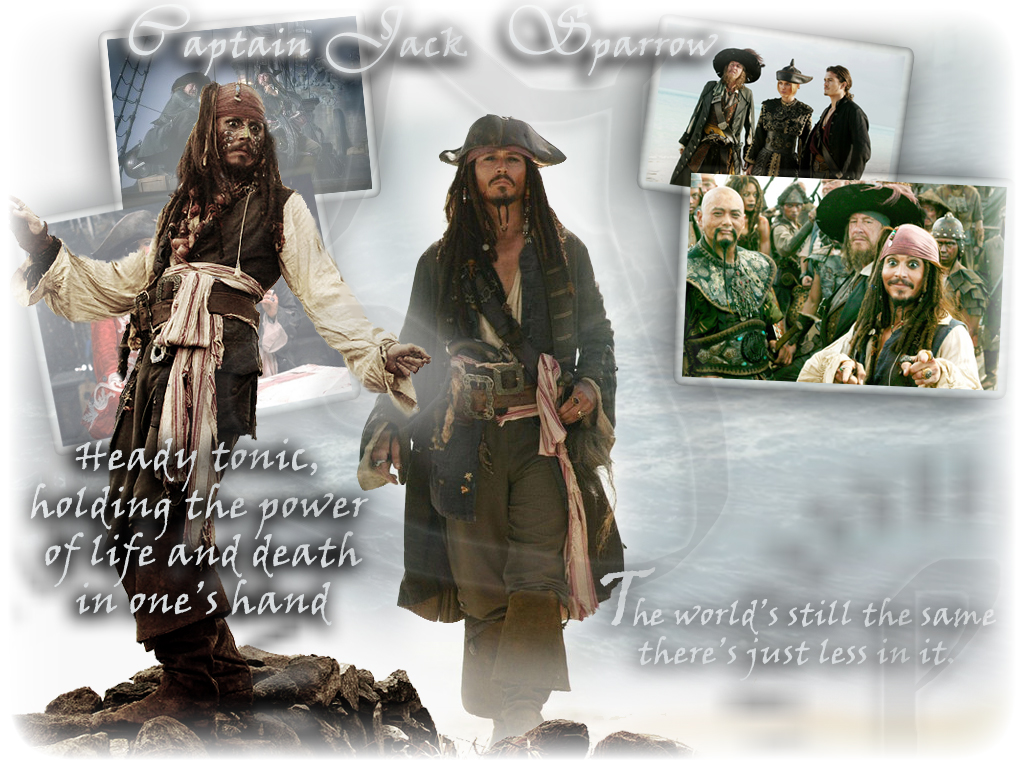 Captain Jack Sparrow
Heady tonic,
holding the power
of life and death
in one's hand
The world's still the same
there's just less in it.